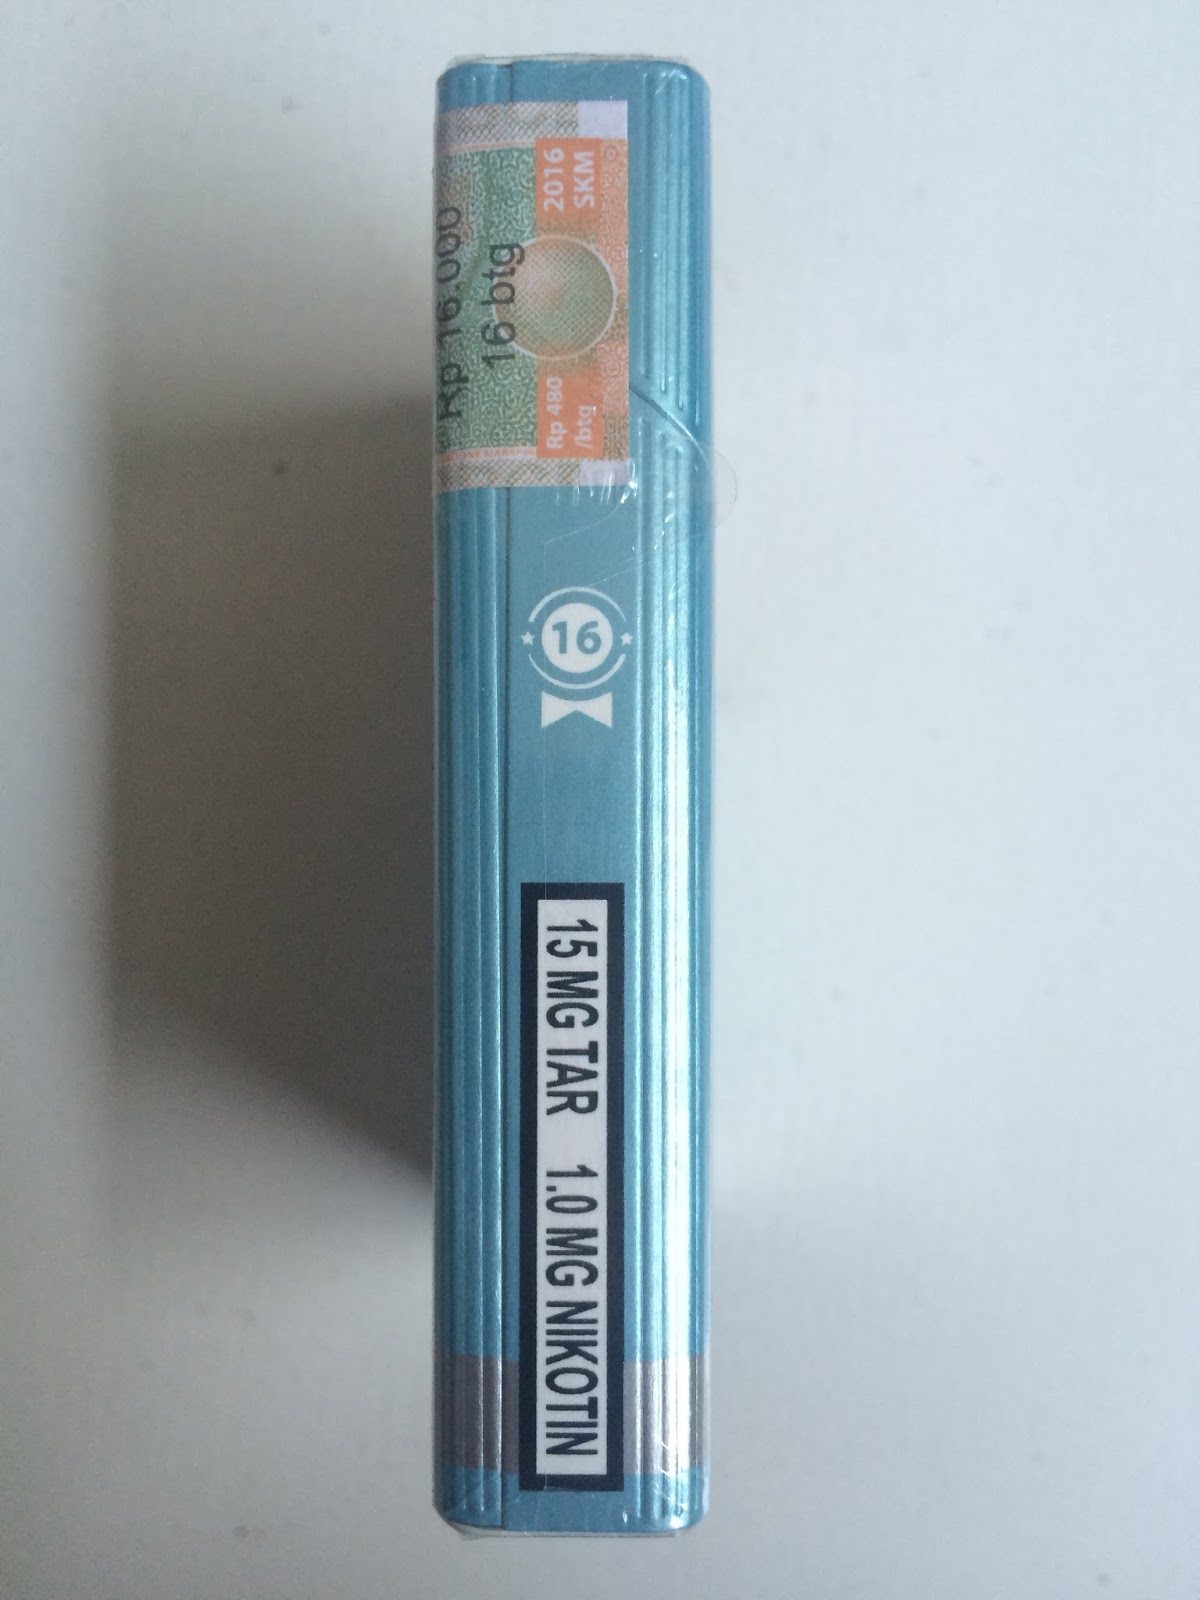 Rp 16.000
16 btg
2016
SKM
Rp 480
/btg
16
15 MG TAR 1.0 MG NIKOTIN